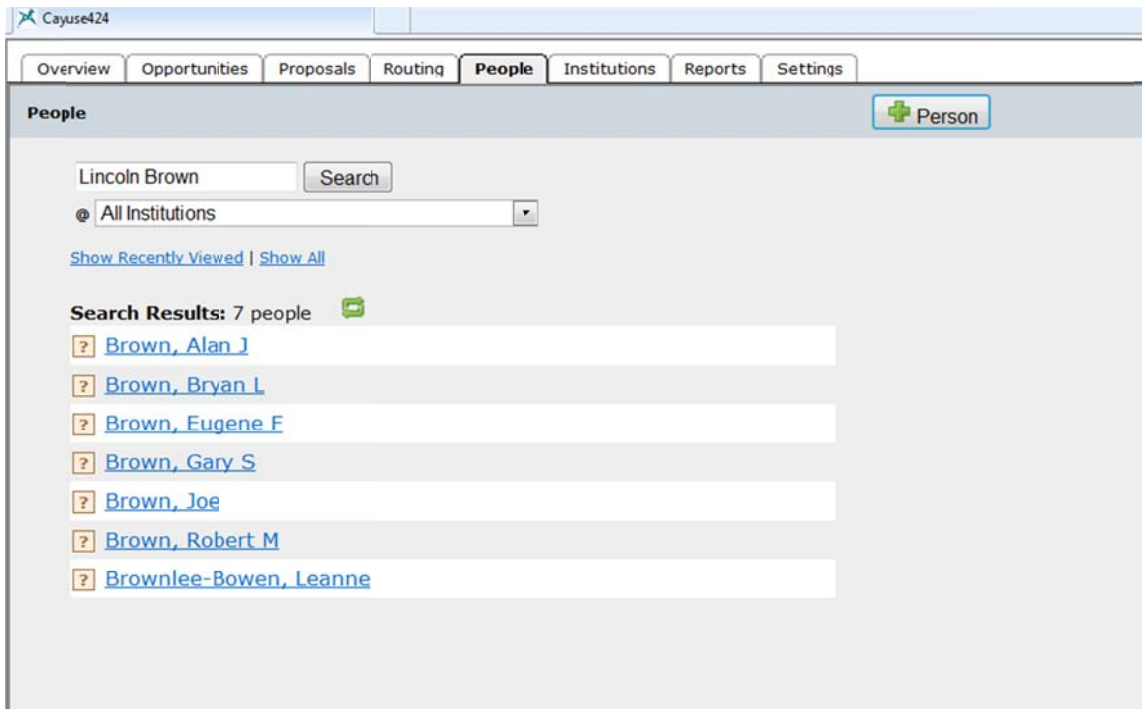 Cayuse424
Overview Opportunities Proposals Routing People Institutions Reports Settings
People
Person
Lincoln Brown Search
@ All Institutions
Show Recently Viewed | Show All
Search Results: 7 people
? Brown, Alan J
? Brown, Bryan L
? Brown, Eugene F
? Brown, Gary S
? Brown, Joe
? Brown, Robert M
? Brownlee-Bowen, Leanne